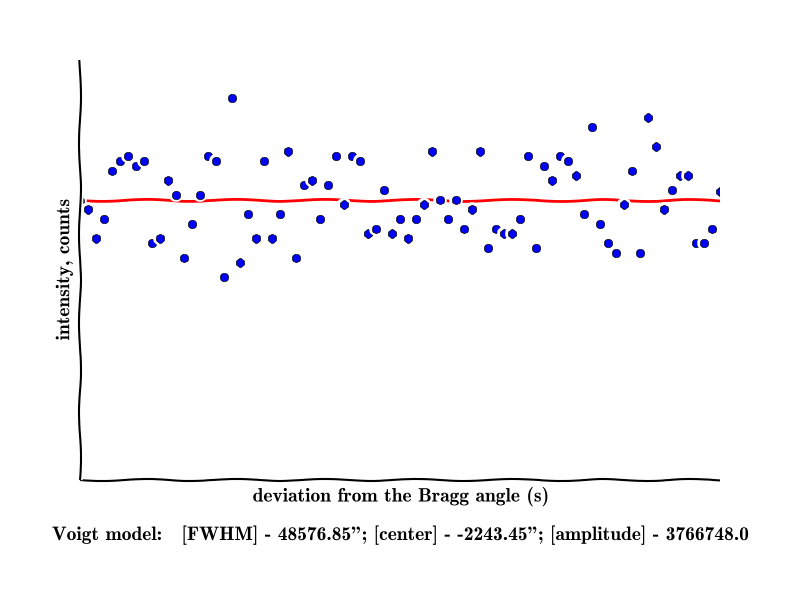 intensity, counts
deviation from the Bragg angle (s)
Voigt model: [FWHM] - 48576.85”; [center] - -2243.45”; [amplitude] - 3766748.0